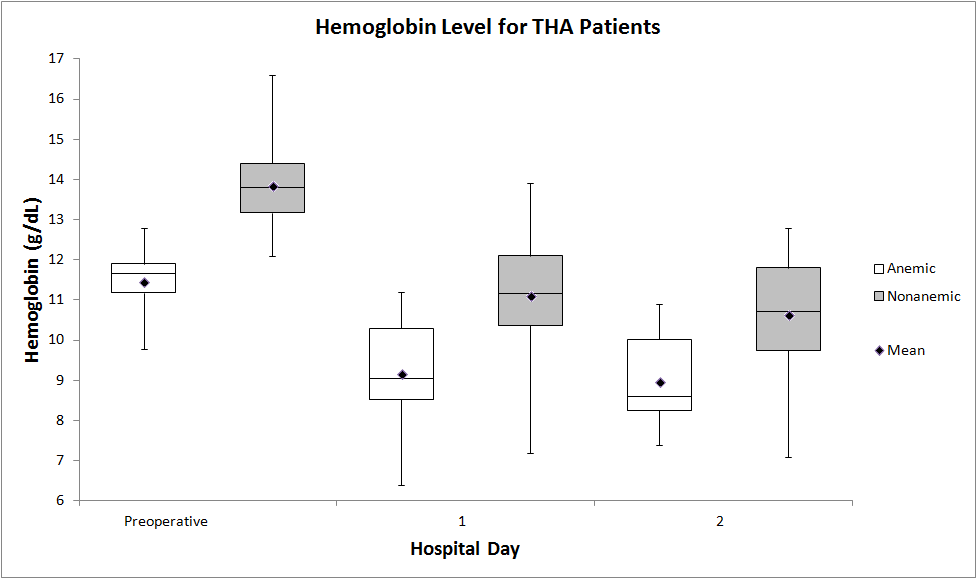 Hemoglobin Level for THA Patients
17
16
15
14
13
12
11
10
9
8
7
6
Hemoglobin (g/dL)
Preoperative
1
2
Hospital Day
Anemic
Nonanemic
Mean